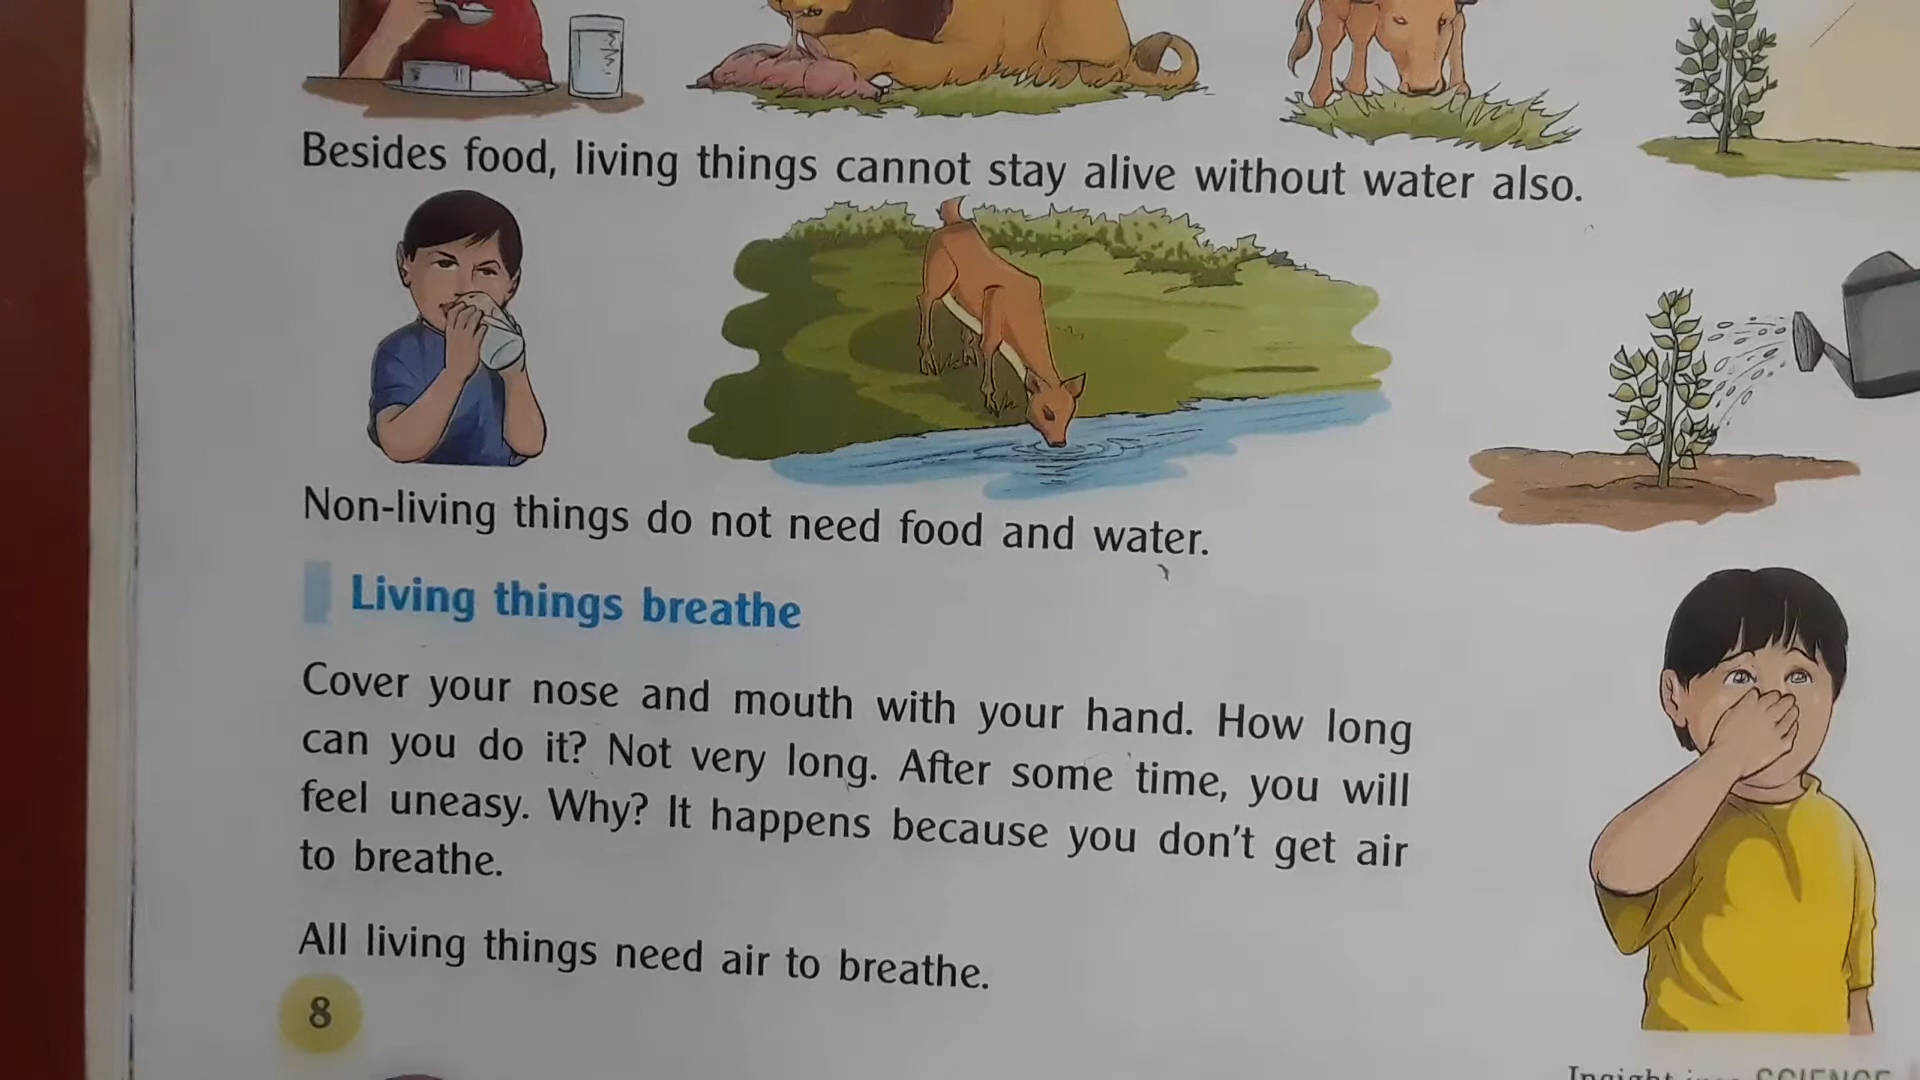 Besides food, living things cannot stay alive without water also.
Non-living things do not need food and water.
Living things breathe
Cover your nose and mouth with your hand. How long
can you do it? Not very long. After some time, you will
feel uneasy. Why? It happens because you don't get air
to breathe.
All living things need air to breathe.
8
Insight into SCIENCE